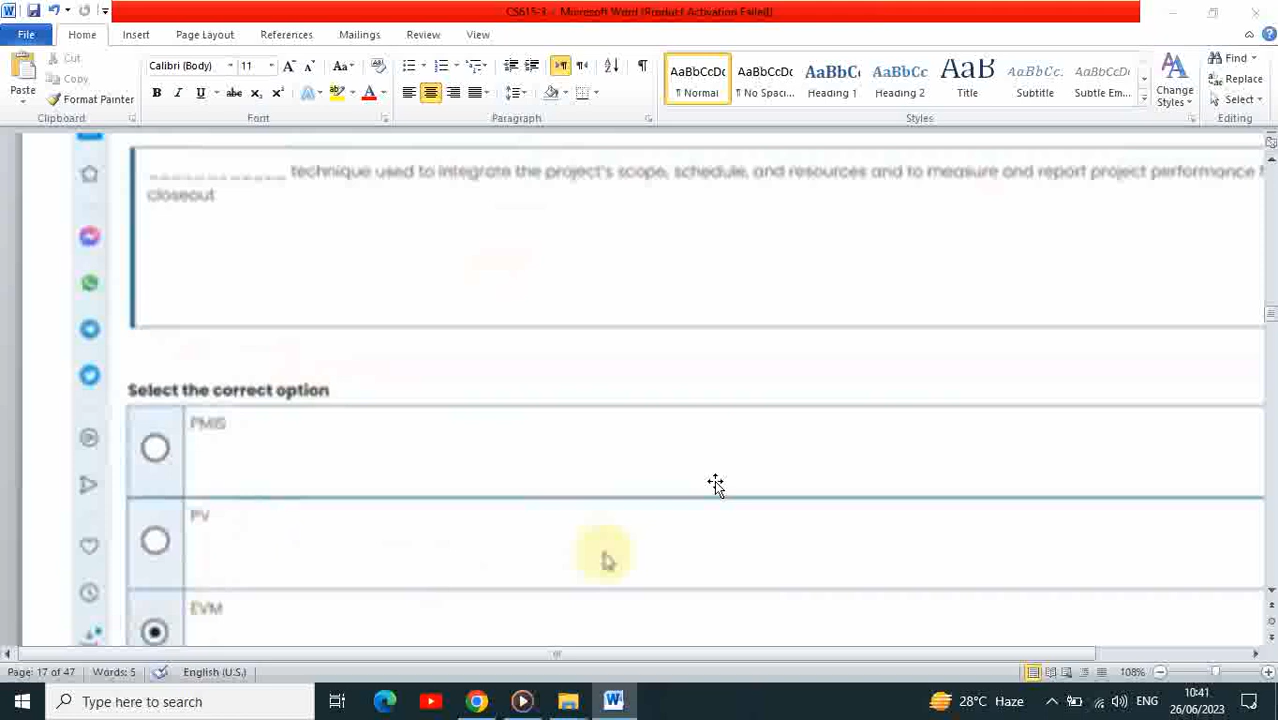 CS615-3 - Microsoft Word (Product Activation Failed)
File Home Insert Page Layout References Mailings Review View
Paste
Cut
Copy
Format Painter
Clipboard
Calibri (Body) 11
Font
Paragraph
AaBbCcDc AaBbCcDc AaBbCc AaBbCc AaB AaBbCc. AaBbCcDc
¶ Normal ¶ No Spaci... Heading 1 Heading 2 Title Subtitle Subtle Em...
Styles
Change Styles
Find
Replace
Select
Editing
____________ technique used to integrate the project's scope, schedule, and resources and to measure and report project performance f
closeout
Select the correct option
PMIS
PV
EVM
Page: 17 of 47 Words: 5 English (U.S.) 108%
Type here to search
28°C Haze ENG 10:41
26/06/2023